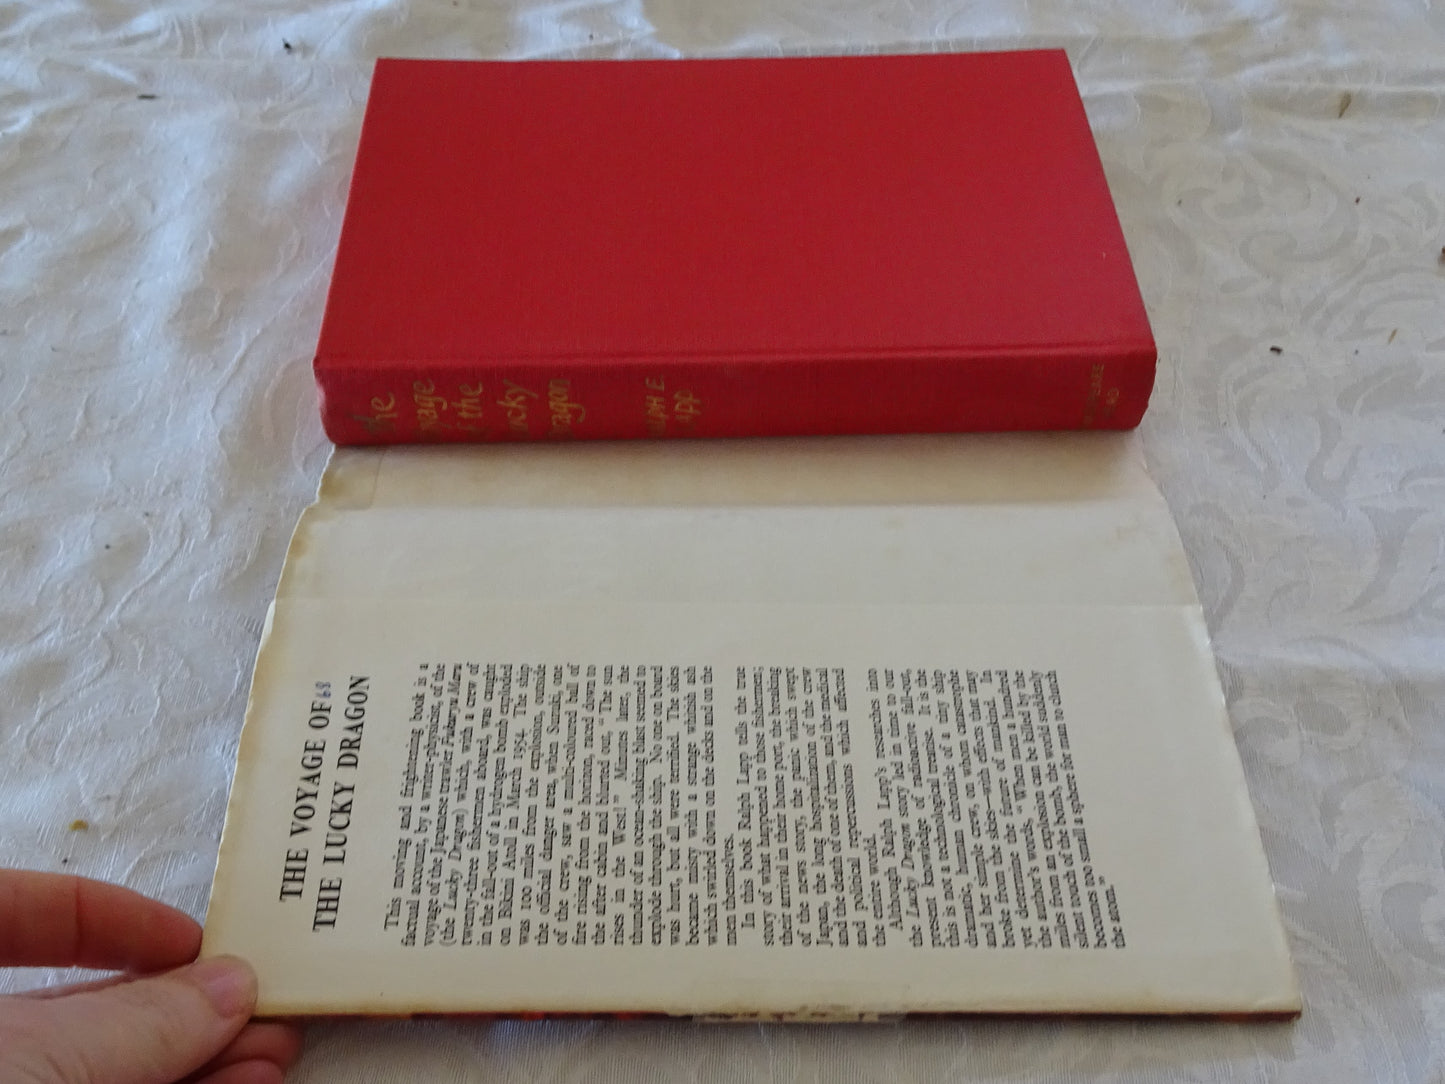 the
voyage
of the
lucky
dragon
RALPH E.
LAPP
THE VOYAGE OF 68
THE LUCKY DRAGON
This moving and frightening book is a
factual account, by a writer-physicist, of the
voyage of the Japanese trawler Fukuryu Maru
(the Lucky Dragon) which, with a crew of
twenty-three fishermen aboard, was caught
in the fall-out of a hydrogen bomb exploded
on Bikini Atoll in March 1954. The ship
was 100 miles from the explosion, outside
the official danger area, when Suzuki, one
of the crew, saw a multi-coloured ball of
fire rising from the horizon, raced down to
the after cabin and blurted out, "The sun
rises in the West!" Minutes later, the
thunder of an ocean-shaking blast seemed to
explode through the ship. No one on board
was hurt, but all were terrified. The skies
became misty with a strange whitish ash
which swirled down on the decks and on the
men themselves.
In this book Ralph Lapp tells the true
story of what happened to those fishermen;
their arrival in their home port, the breaking
of the news story, the panic which swept
Japan, the long hospitalization of the crew
and the death of one of them, and the medical
and political repercussions which affected
the entire world.
Although Ralph Lapp's researches into
the Lucky Dragon story led in time to our
present knowledge of radioactive fall-out,
this is not a technological treatise. It is the
dramatic, human chronicle of a tiny ship
and her simple crew, on whom catastrophe
broke from the skies—with effects that may
yet determine the future of mankind. In
the author's words, "When men a hundred
miles from an explosion can be killed by the
silent touch of the bomb, the world suddenly
becomes too small a sphere for man to clutch
the atom."